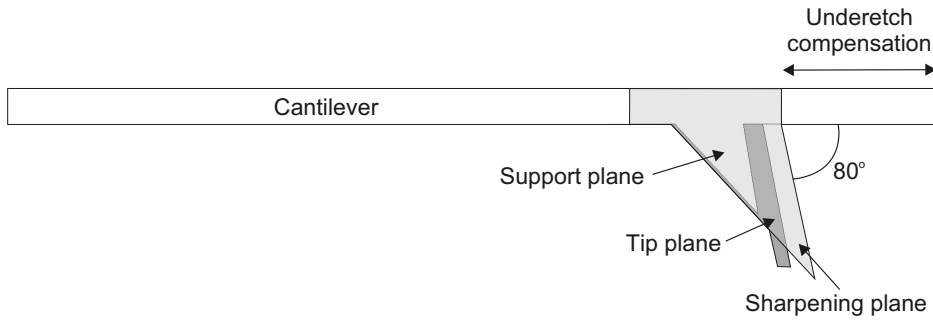 Underetch
compensation
Cantilever
Support plane
80°
Tip plane
Sharpening plane